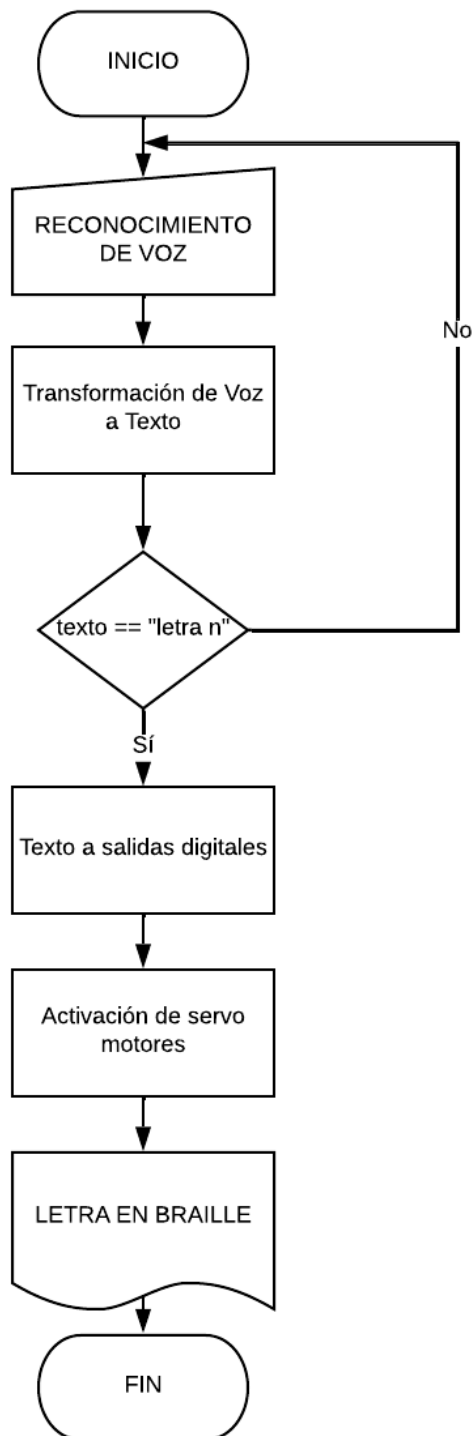 INICIO
RECONOCIMIENTO
DE VOZ
No
Transformación de Voz
a Texto
texto == "letra n"
Sí
Texto a salidas digitales
Activación de servo
motores
LETRA EN BRAILLE
FIN